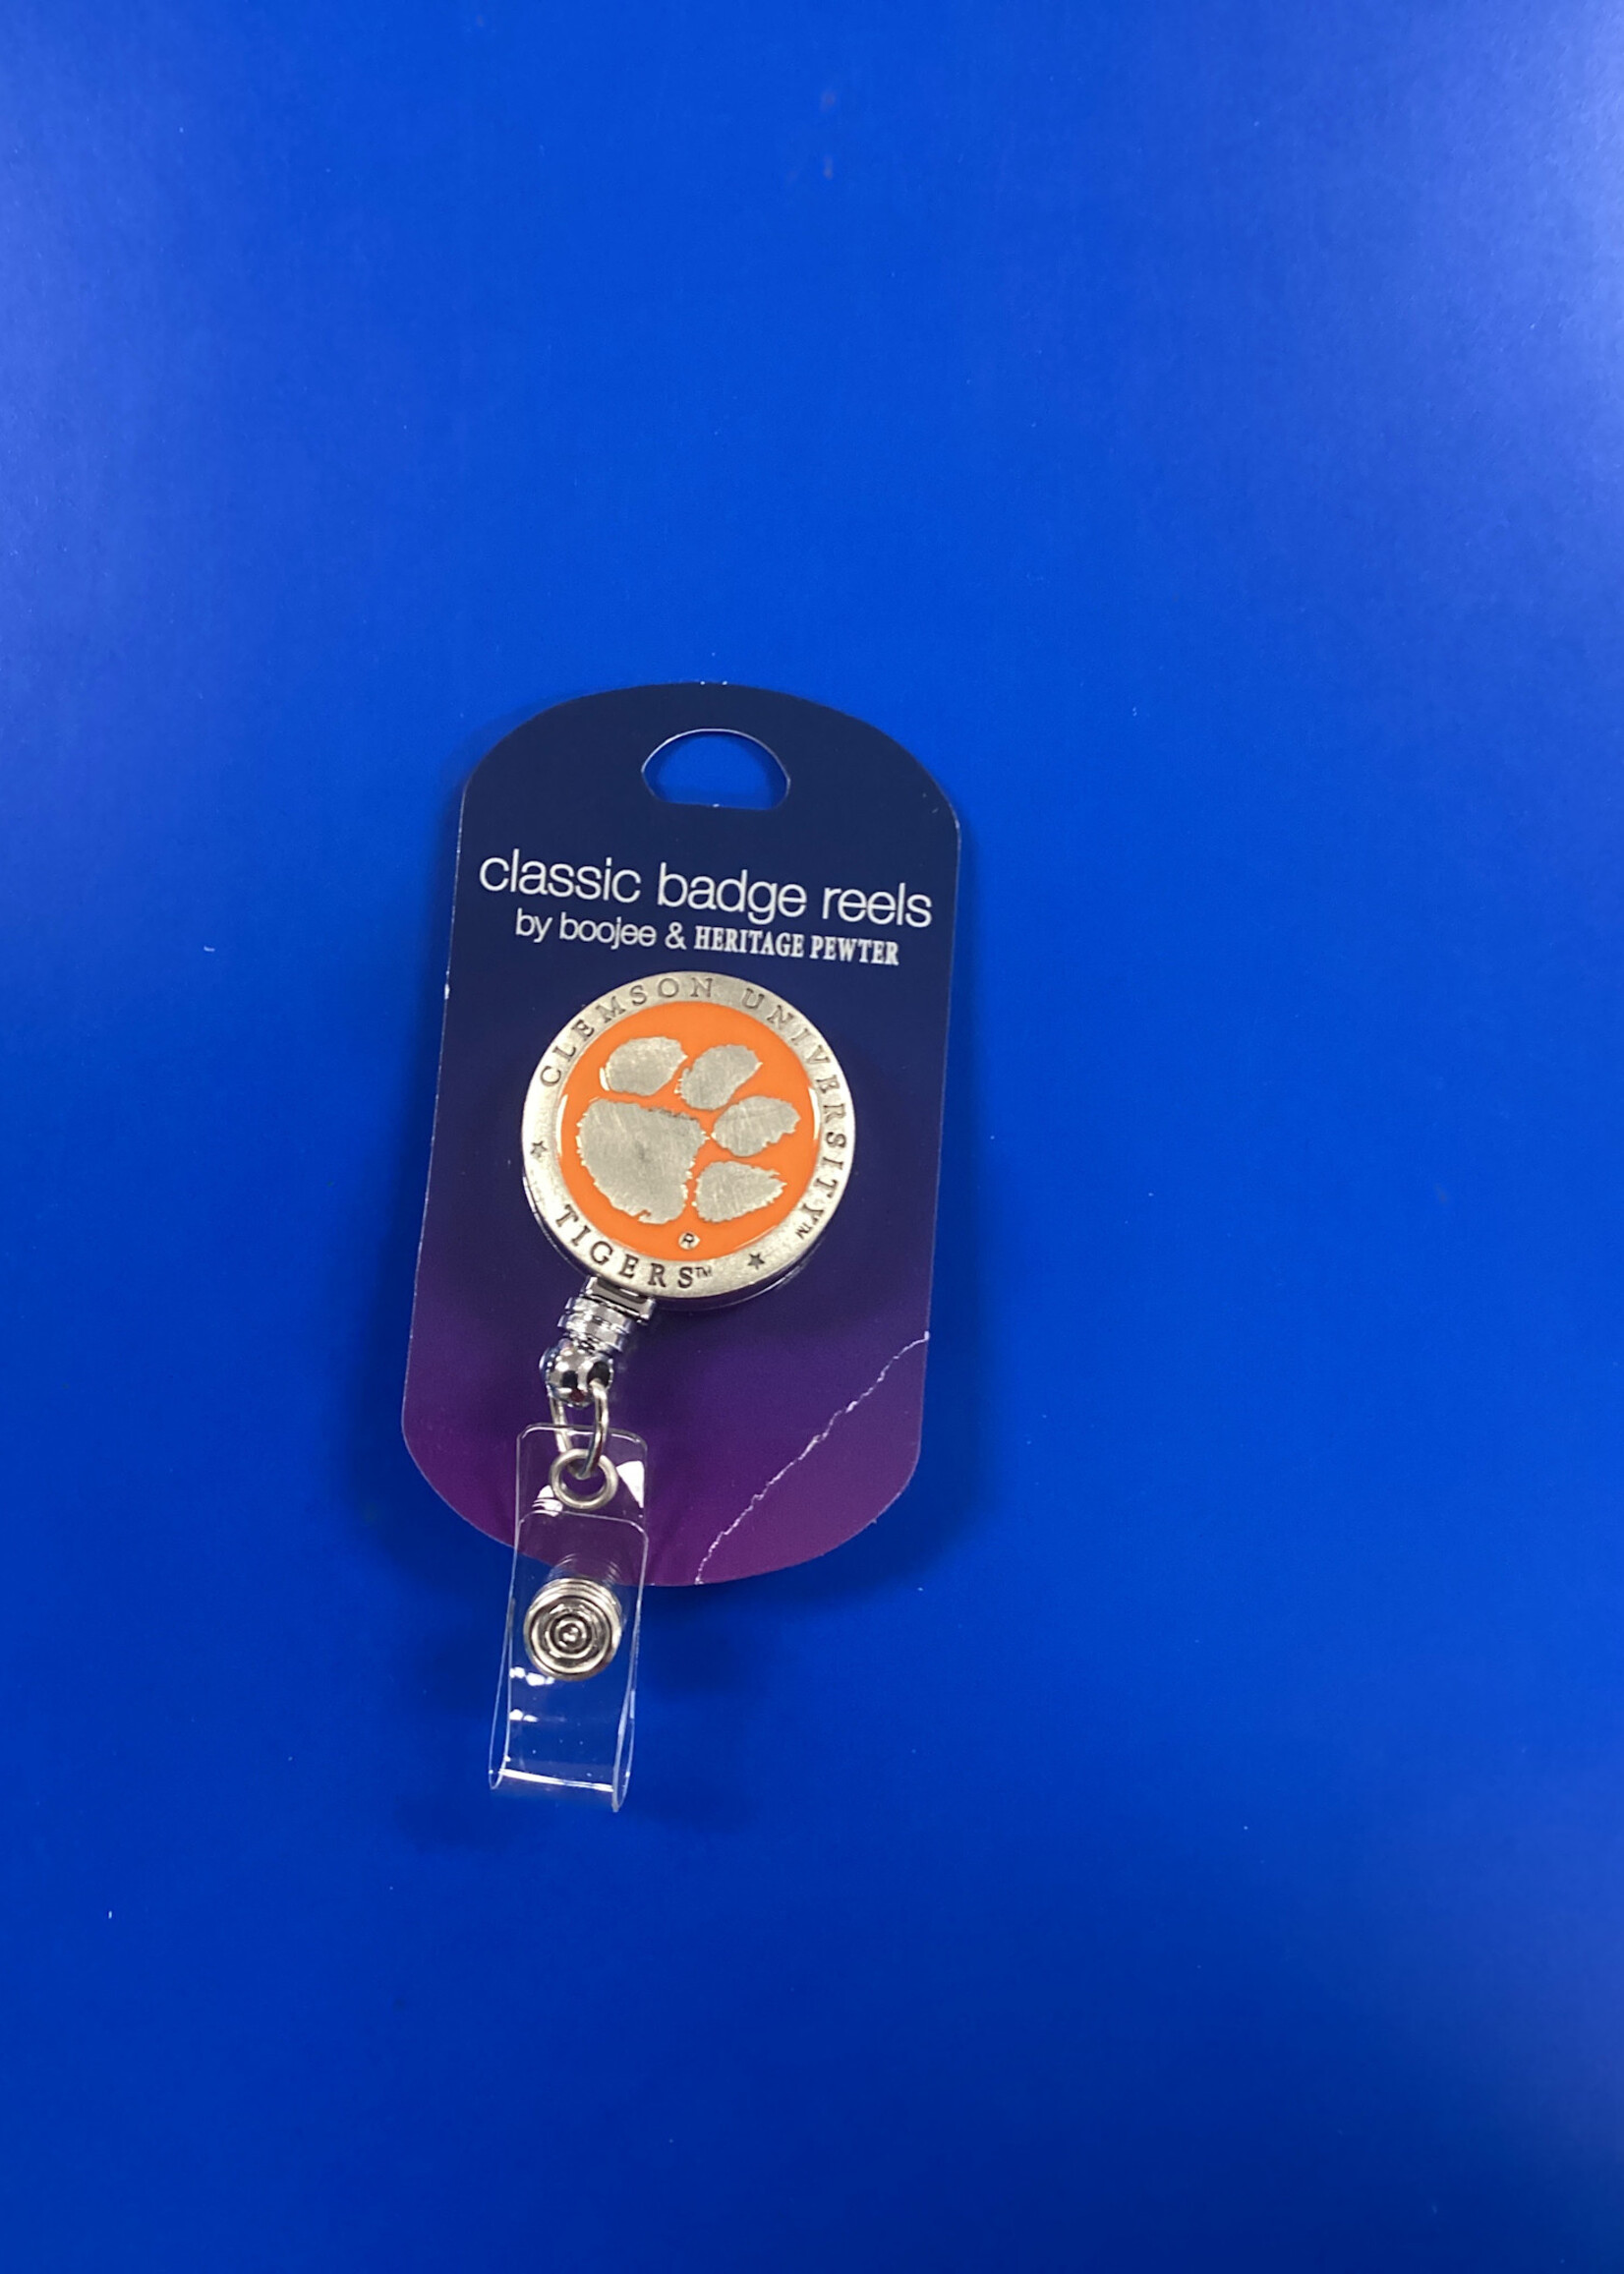 classic badge reels
by boojee & HERITAGE PEWTER
CLEMSON UNIVERSITY™
★ TIGERS™ ★
®